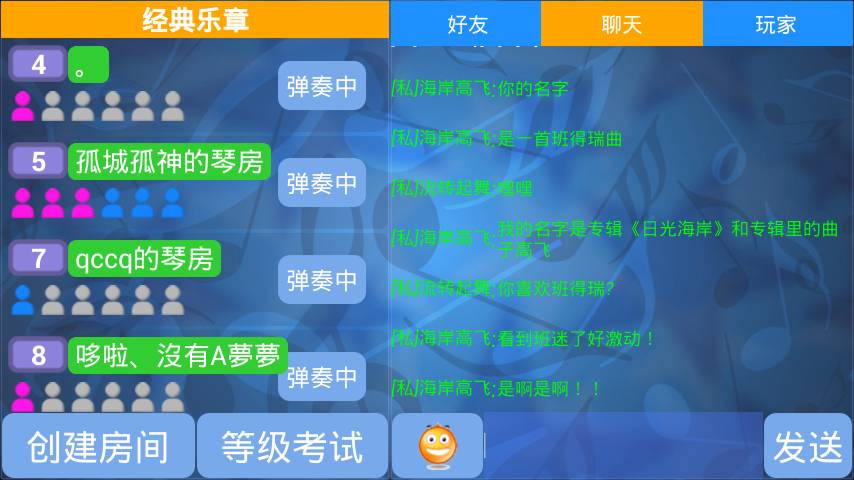 经典乐章
4
。
弹奏中
5
孤城孤神的琴房
弹奏中
7
qccq的琴房
弹奏中
8
哆啦、沒有A夢夢
弹奏中
创建房间
等级考试
好友
聊天
玩家
[私]海岸高飞:你的名字
[私]海岸高飞:是一首班得瑞曲
[私]流转起舞:嘿哩
[私]海岸高飞:我的名字是专辑《日光海岸》和专辑里的曲
子高飞
[私]流转起舞:你喜欢班得瑞?
[私]海岸高飞:看到班迷了好激动！
[私]海岸高飞:是啊是啊！！
发送